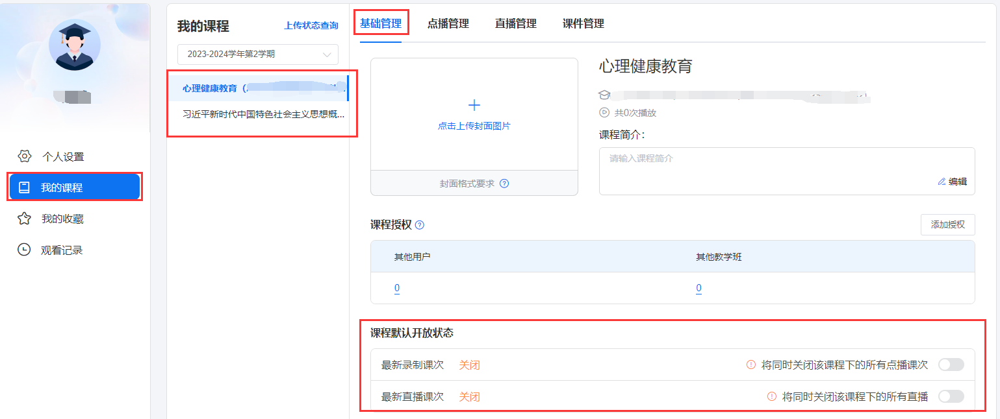 个人设置
我的课程
我的收藏
观看记录
我的课程 上传状态查询
2023-2024学年第2学期
心理健康教育（
习近平新时代中国特色社会主义思想概...
基础管理 点播管理 直播管理 课件管理
点击上传封面图片
封面格式要求
心理健康教育
共0次播放
课程简介：
请输入课程简介
编辑
课程授权 添加授权
其他用户 其他教学班
0 0
课程默认开放状态
最新录制课次 关闭 将同时关闭该课程下的所有点播课次
最新直播课次 关闭 将同时关闭该课程下的所有直播